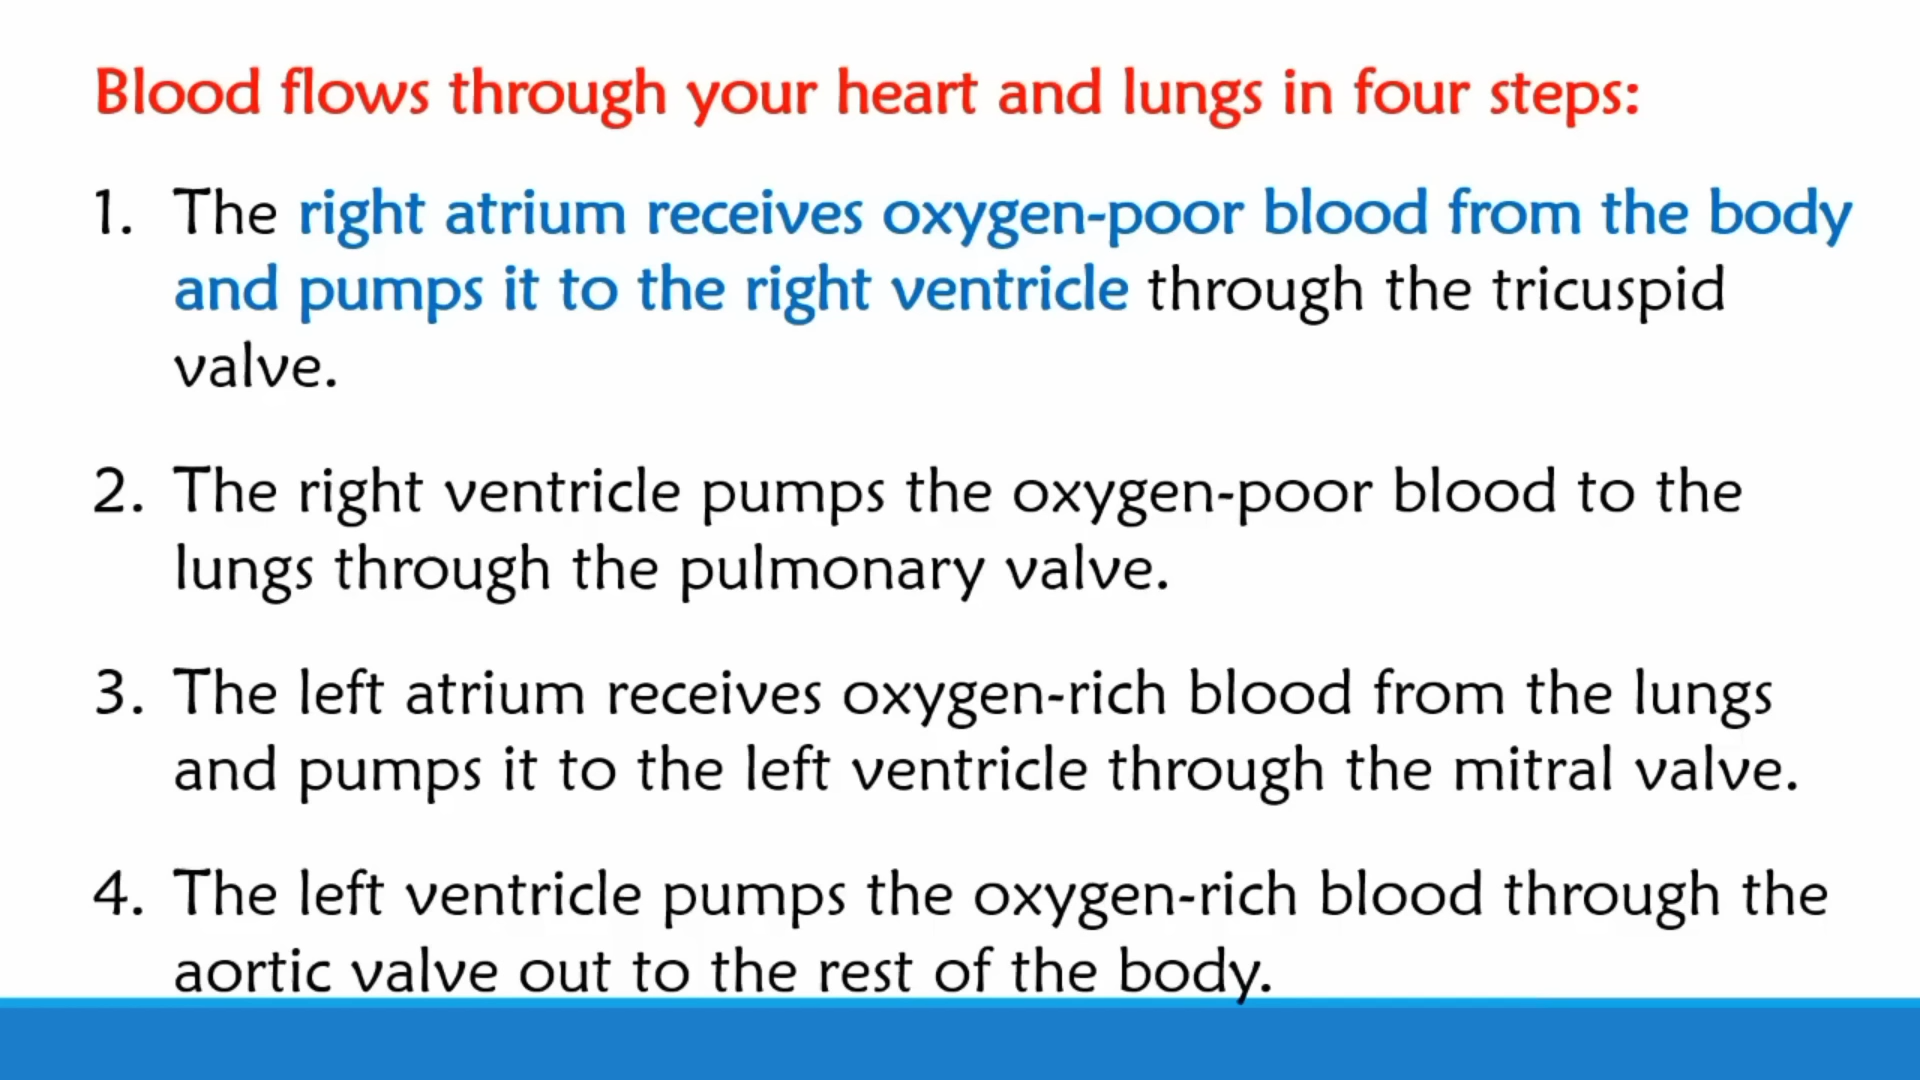 Blood flows through your heart and lungs in four steps:
1. The right atrium receives oxygen-poor blood from the body
and pumps it to the right ventricle through the tricuspid
valve.
2. The right ventricle pumps the oxygen-poor blood to the
lungs through the pulmonary valve.
3. The left atrium receives oxygen-rich blood from the lungs
and pumps it to the left ventricle through the mitral valve.
4. The left ventricle pumps the oxygen-rich blood through the
aortic valve out to the rest of the body.